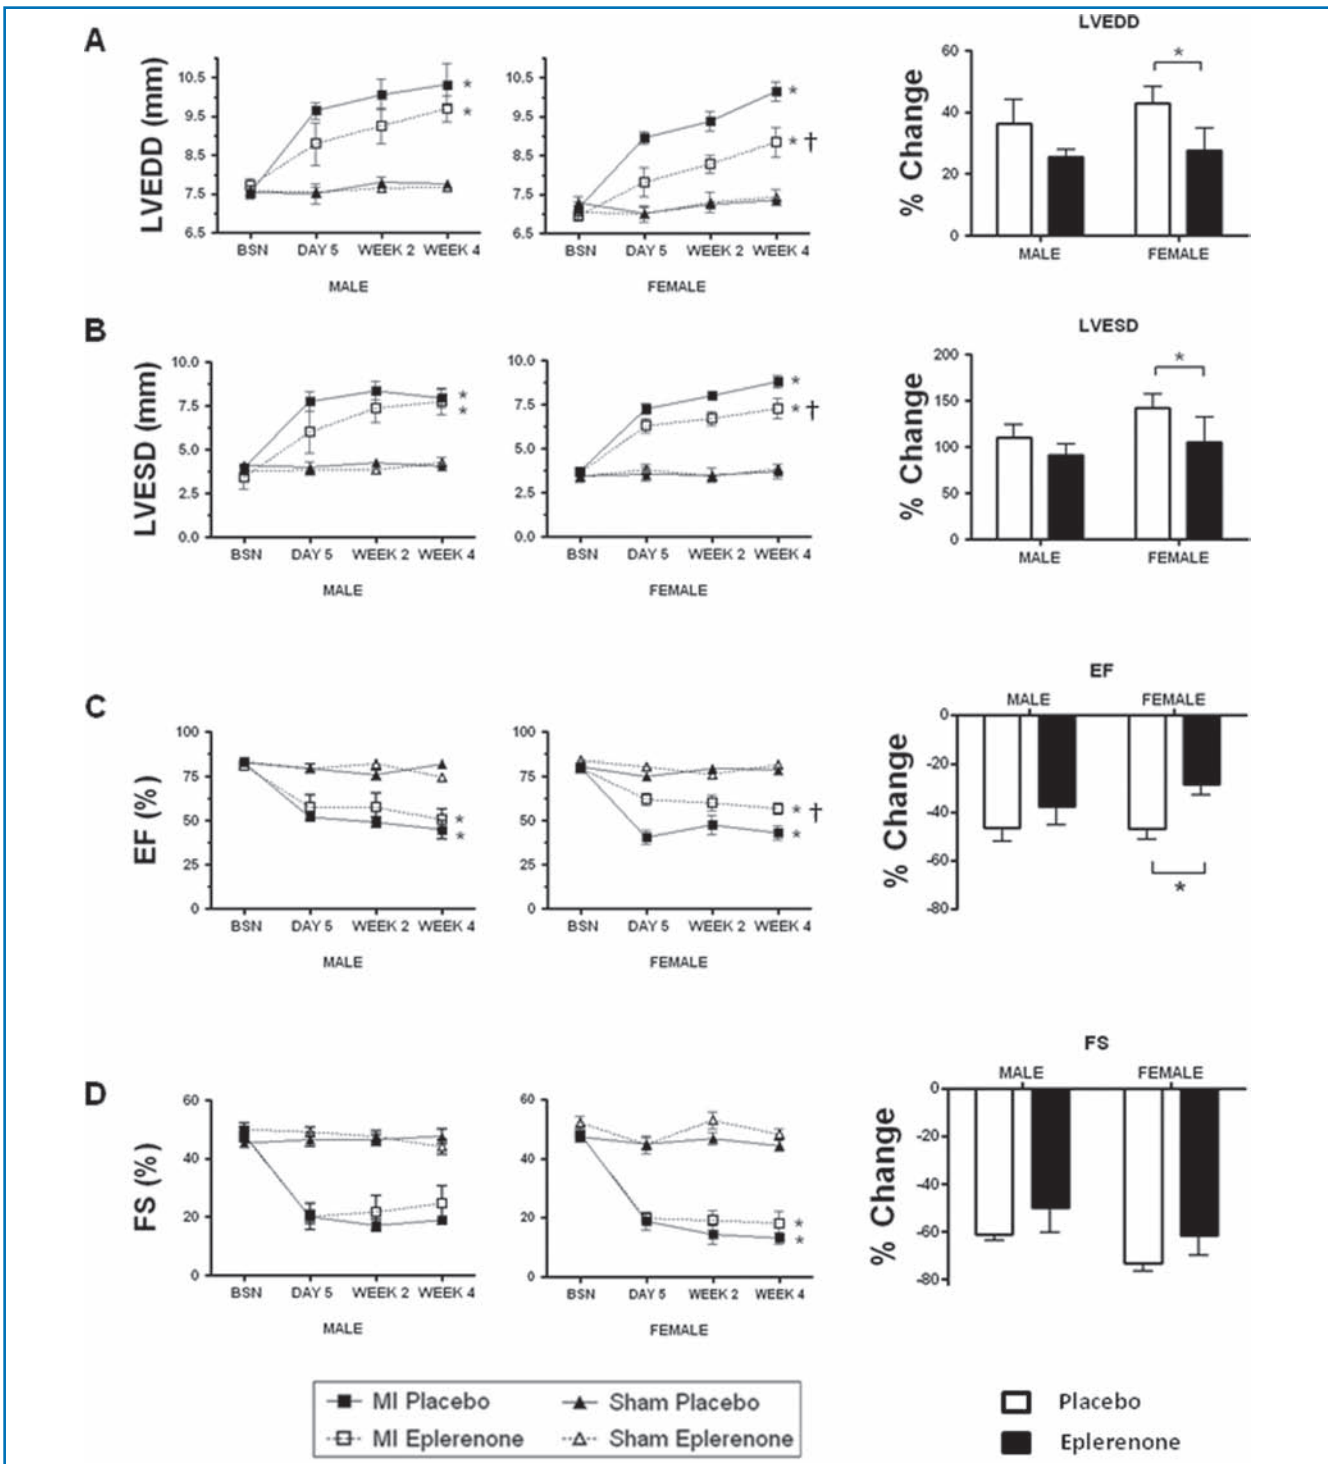 A
LVEDD (mm)
10.5
9.5
8.5
7.5
6.5
BSN DAY 5 WEEK 2 WEEK 4
MALE
*
*
10.5
9.5
8.5
7.5
6.5
BSN DAY 5 WEEK 2 WEEK 4
FEMALE
*
* †
LVEDD
% Change
60
40
20
0
MALE FEMALE
*
B
LVESD (mm)
10.0
7.5
5.0
2.5
0.0
BSN DAY 5 WEEK 2 WEEK 4
MALE
*
*
10.0
7.5
5.0
2.5
0.0
BSN DAY 5 WEEK 2 WEEK 4
FEMALE
*
* †
LVESD
% Change
200
150
100
50
0
MALE FEMALE
*
C
EF (%)
100
75
50
25
0
BSN DAY 5 WEEK 2 WEEK 4
MALE
*
*
100
75
50
25
0
BSN DAY 5 WEEK 2 WEEK 4
FEMALE
* †
*
EF
MALE FEMALE
% Change
0
-20
-40
-60
-80
*
D
FS (%)
60
40
20
0
BSN DAY 5 WEEK 2 WEEK 4
MALE
60
40
20
0
BSN DAY 5 WEEK 2 WEEK 4
FEMALE
*
*
FS
MALE FEMALE
% Change
0
-20
-40
-60
-80
MI Placebo Sham Placebo
MI Eplerenone Sham Eplerenone
Placebo
Eplerenone